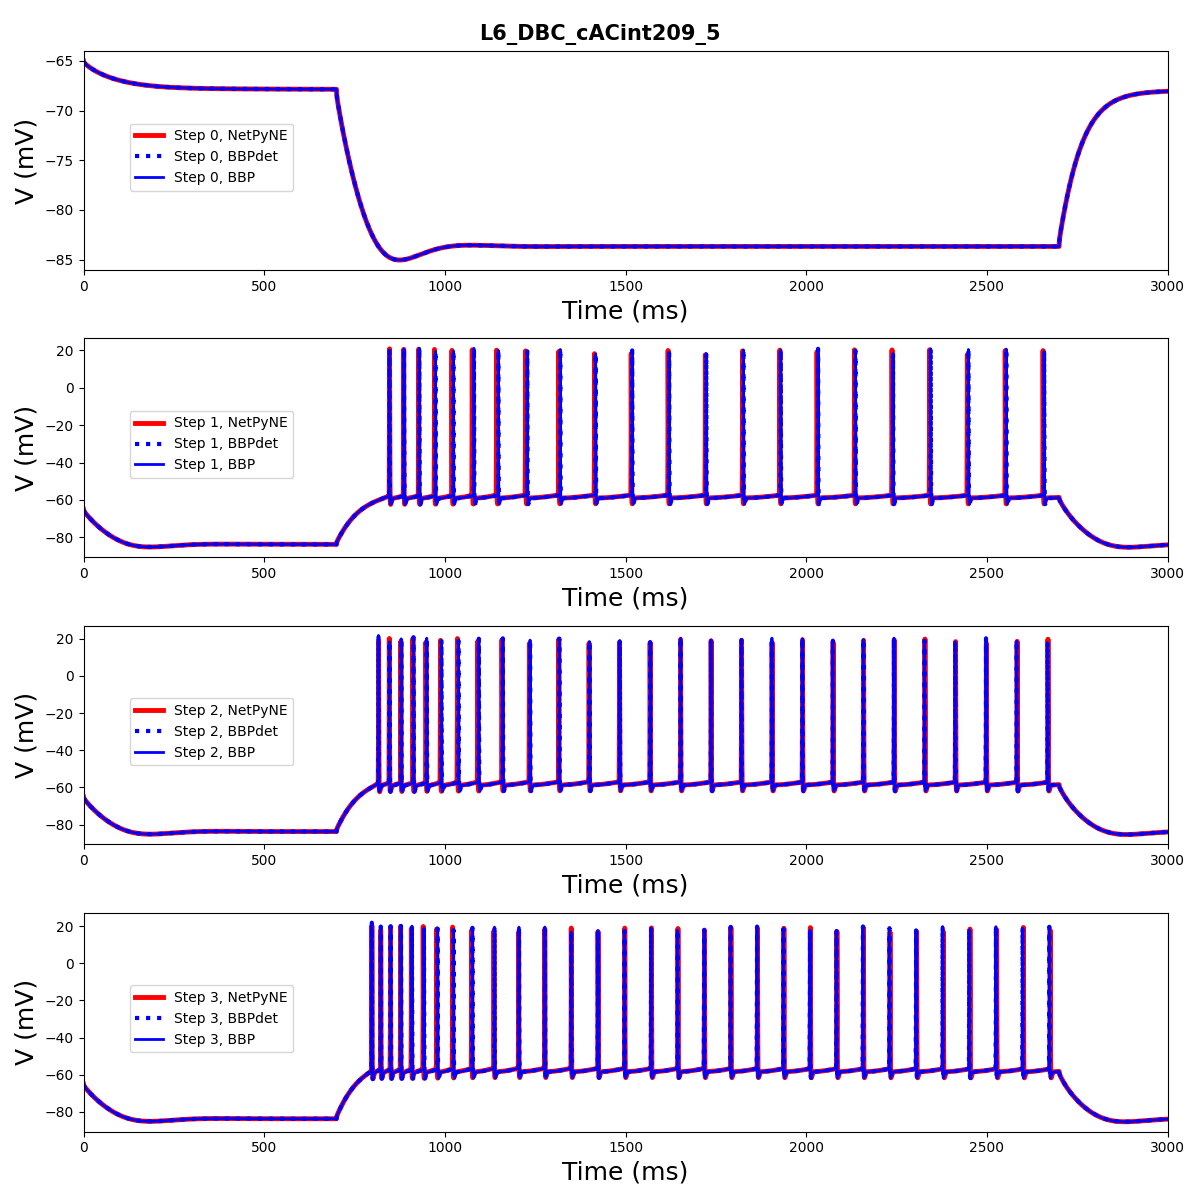 L6_DBC_cACint209_5
−65
−70
−75
−80
−85
V (mV)
Step 0, NetPyNE
Step 0, BBPdet
Step 0, BBP
0 500 1000 1500 2000 2500 3000
Time (ms)
20
0
−20
−40
−60
−80
V (mV)
Step 1, NetPyNE
Step 1, BBPdet
Step 1, BBP
0 500 1000 1500 2000 2500 3000
Time (ms)
20
0
−20
−40
−60
−80
V (mV)
Step 2, NetPyNE
Step 2, BBPdet
Step 2, BBP
0 500 1000 1500 2000 2500 3000
Time (ms)
20
0
−20
−40
−60
−80
V (mV)
Step 3, NetPyNE
Step 3, BBPdet
Step 3, BBP
0 500 1000 1500 2000 2500 3000
Time (ms)